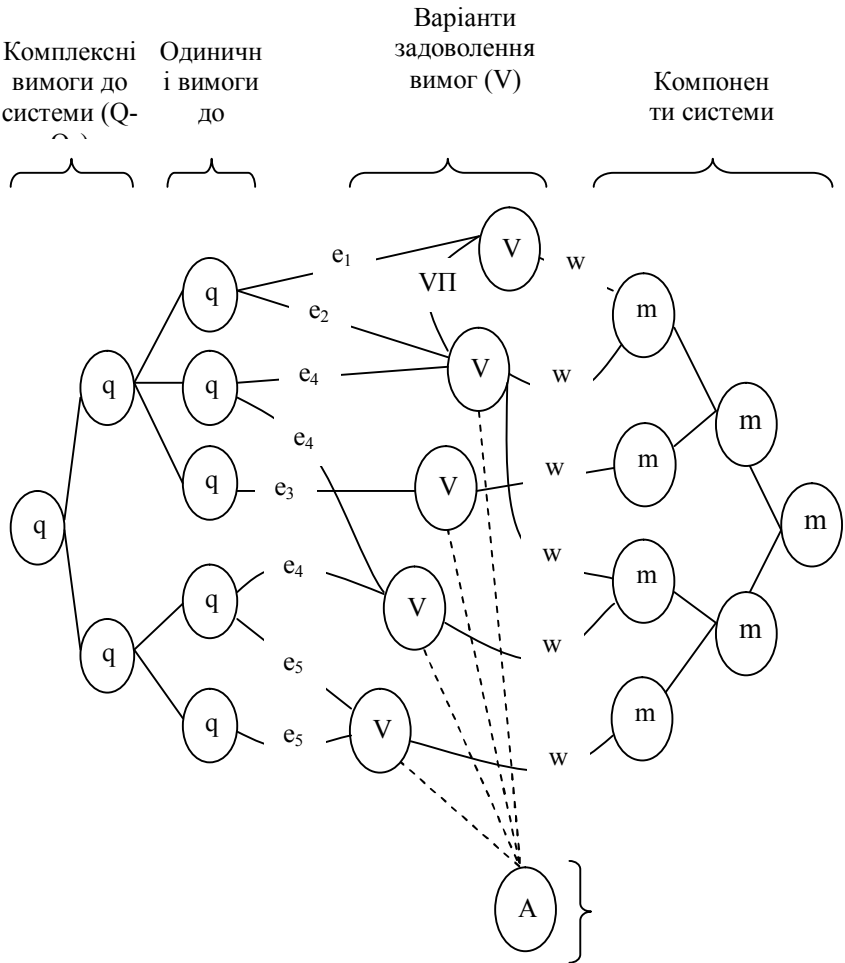 Комплексні
вимоги до
системи (Q-
Одиничн
і вимоги
до
Варіанти
задоволення
вимог (V)
Компонен
ти системи
e₁
V
w
q
VП
m
e₂
q
q
e₄
V
w
m
e₄
q
e₃
V
w
m
q
m
w
e₄
m
q
V
q
w
m
e₅
q
e₅
V
m
w
A